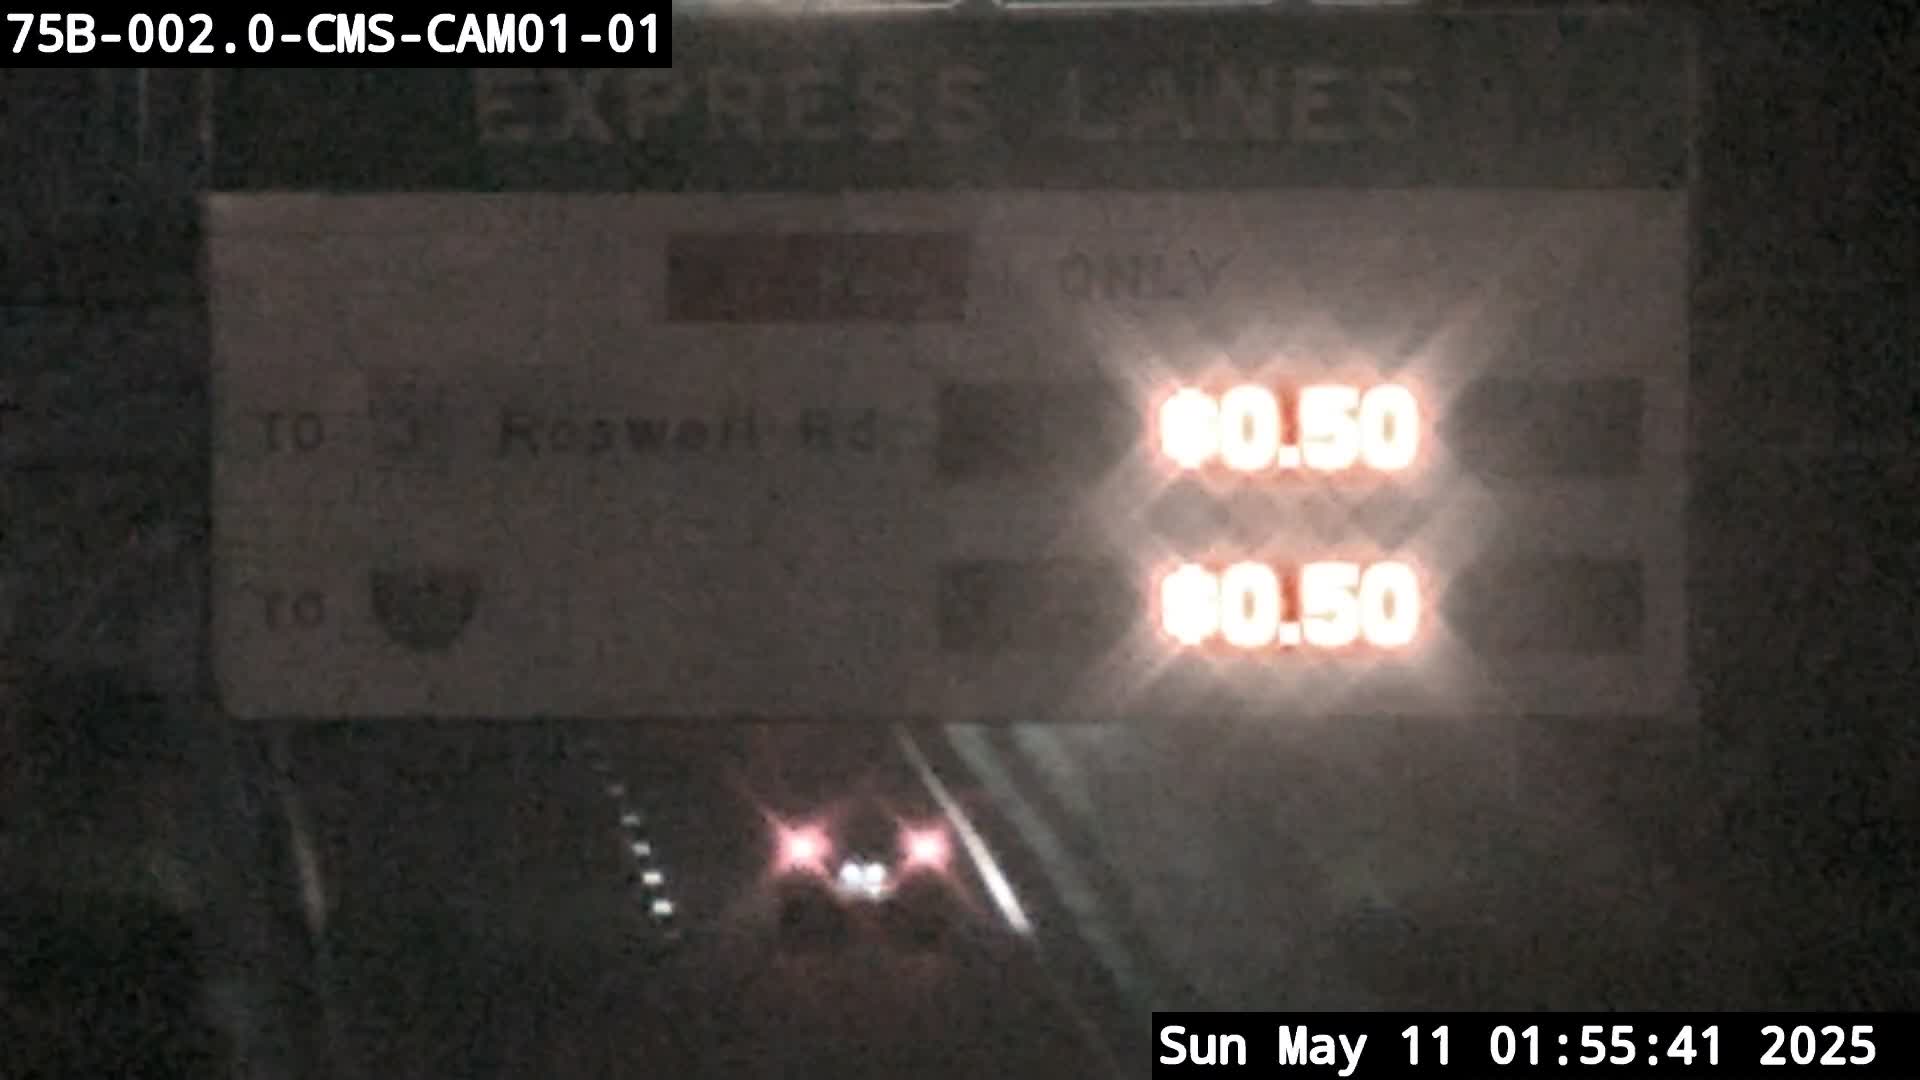 75B-002.0-CMS-CAM01-01
EXPRESS LANES
ONLY
TO Roswell Rd $0.50
TO $0.50
Sun May 11 01:55:41 2025